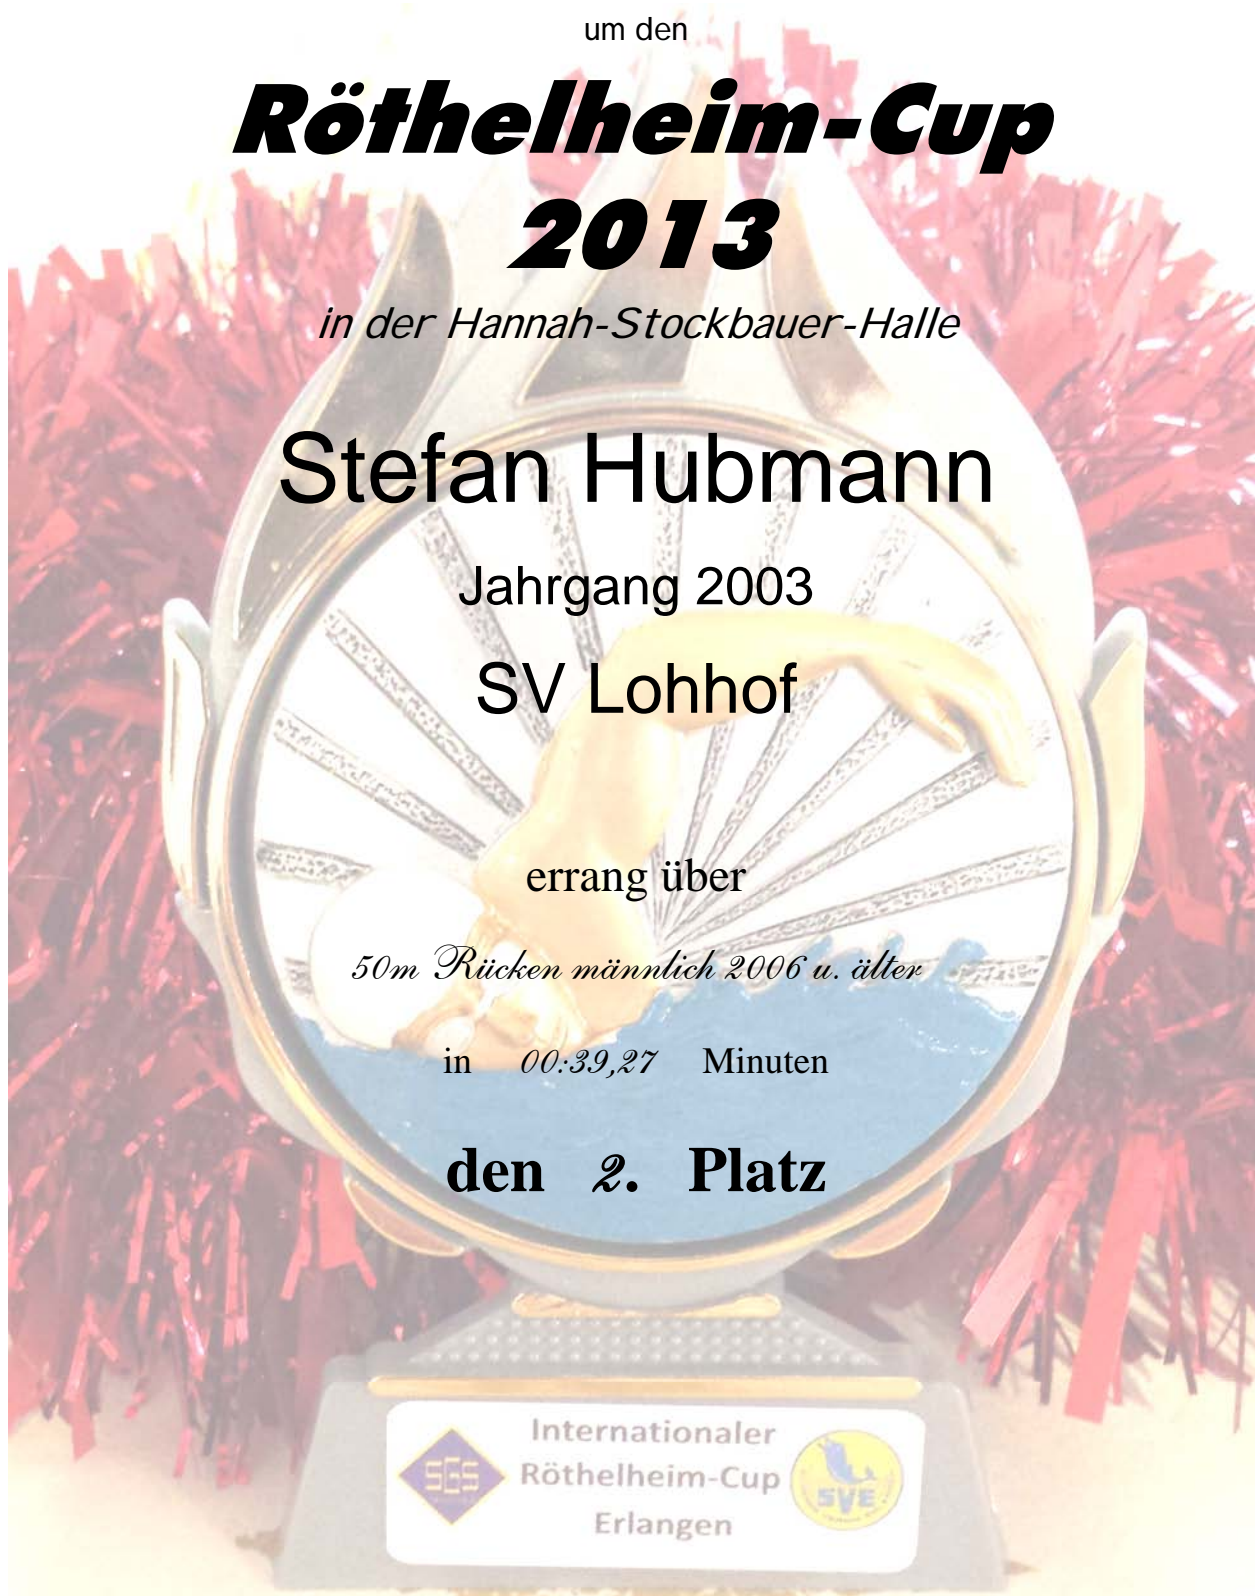 um den
Röthelheim-Cup
2013
in der Hannah-Stockbauer-Halle
Stefan Hubmann
Jahrgang 2003
SV Lohhof
errang über
50m Rücken männlich 2006 u. älter
in 00:39,27 Minuten
den 2. Platz
Internationaler
Röthelheim-Cup
Erlangen
SGS
SVE